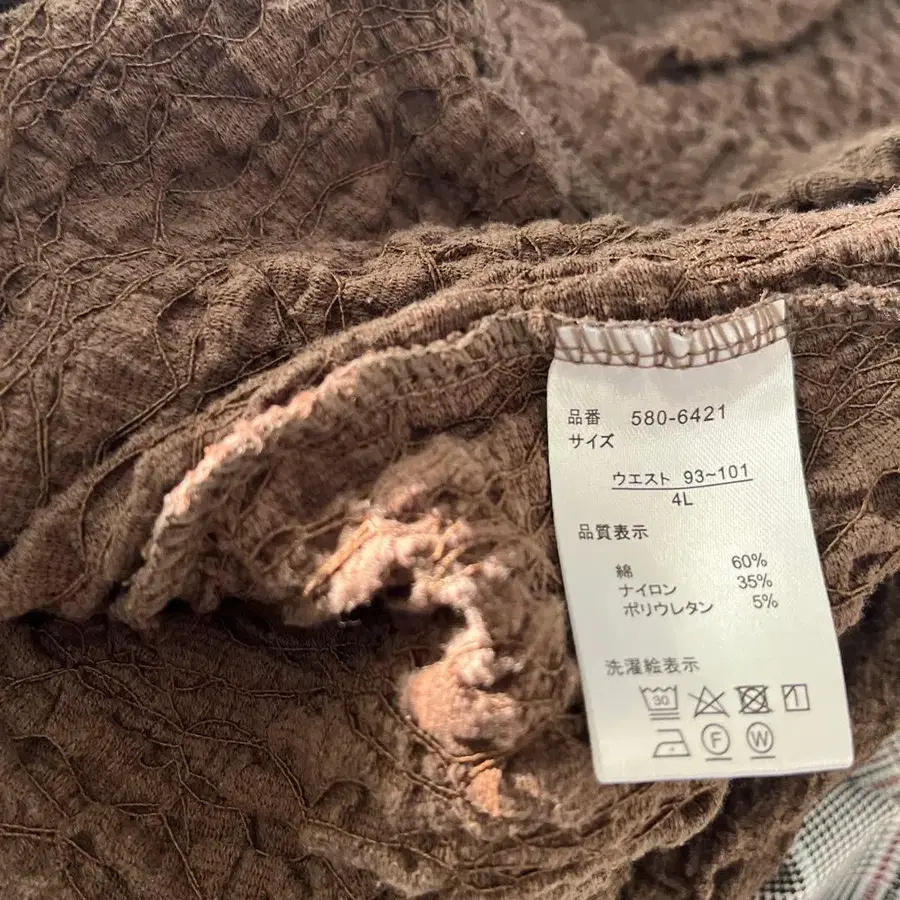 品番 580-6421
サイズ
ウエスト 93~101
4L
品質表示
綿 60%
ナイロン 35%
ポリウレタン 5%
洗濯絵表示
30
F W